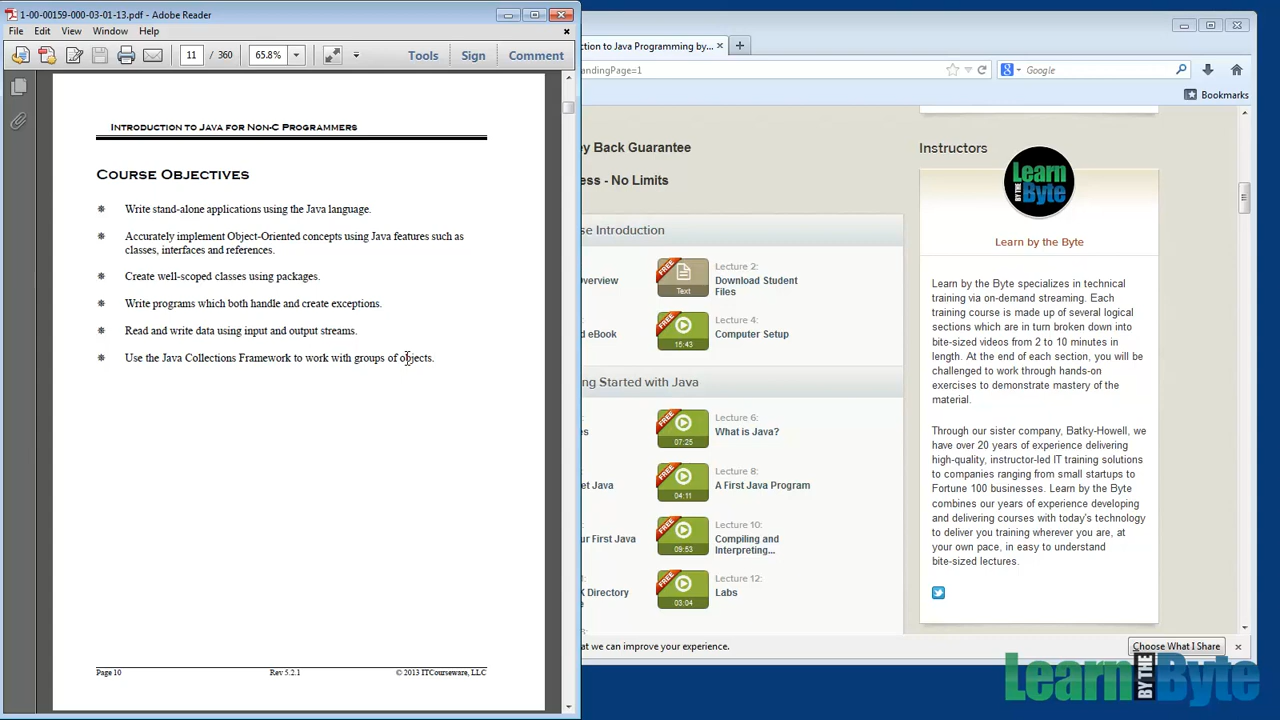 1-00-00159-000-03-01-13.pdf - Adobe Reader
File Edit View Window Help
11 / 360 65.8% Tools Sign Comment
Introduction to Java for Non-C Programmers
Course Objectives
Write stand-alone applications using the Java language.
Accurately implement Object-Oriented concepts using Java features such as
classes, interfaces and references.
Create well-scoped classes using packages.
Write programs which both handle and create exceptions.
Read and write data using input and output streams.
Use the Java Collections Framework to work with groups of objects.
Page 10 Rev 5.2.1 © 2013 ITCourseware, LLC
ction to Java Programming by...
andingPage=1
Google
Bookmarks
ey Back Guarantee
ess - No Limits
se Introduction
verview
FREE
Text
Lecture 2:
Download Student
Files
d eBook
FREE
15:43
Lecture 4:
Computer Setup
ing Started with Java
es
FREE
07:25
Lecture 6:
What is Java?
et Java
FREE
04:11
Lecture 8:
A First Java Program
ur First Java
FREE
09:53
Lecture 10:
Compiling and
Interpreting...
K Directory
FREE
03:04
Lecture 12:
Labs
Instructors
Learn
BY THE
Byte
Learn by the Byte
Learn by the Byte specializes in technical
training via on-demand streaming. Each
training course is made up of several logical
sections which are in turn broken down into
bite-sized videos from 2 to 10 minutes in
length. At the end of each section, you will be
challenged to work through hands-on
exercises to demonstrate mastery of the
material.
Through our sister company, Batky-Howell, we
have over 20 years of experience delivering
high-quality, instructor-led IT training solutions
to companies ranging from small startups to
Fortune 100 businesses. Learn by the Byte
combines our years of experience developing
and delivering courses with today's technology
to deliver you training wherever you are, at
your own pace, in easy to understand
bite-sized lectures.
at we can improve your experience.
Choose What I Share
Learn BY THE Byte